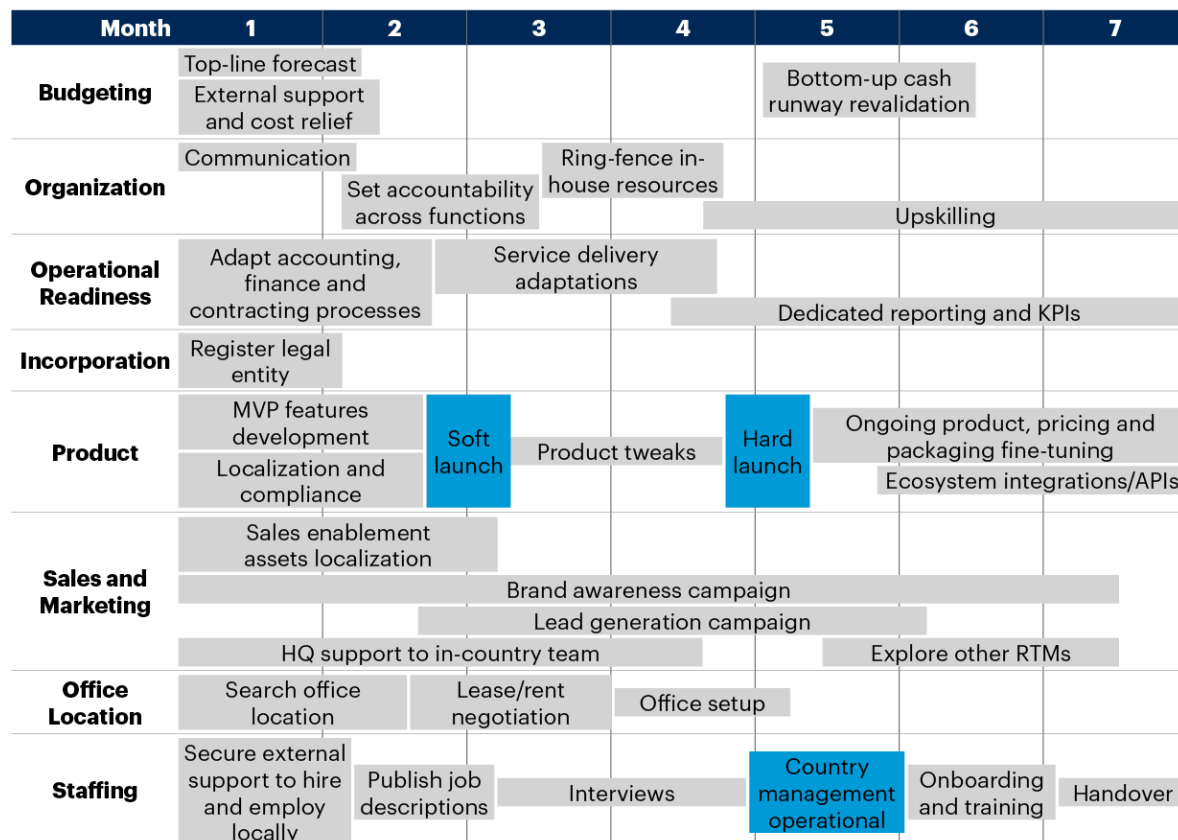 Month 1 2 3 4 5 6 7
Budgeting
Top-line forecast
External support
and cost relief
Bottom-up cash
runway revalidation
Organization
Communication
Set accountability
across functions
Ring-fence in-
house resources
Upskilling
Operational
Readiness
Adapt accounting,
finance and
contracting processes
Service delivery
adaptations
Dedicated reporting and KPIs
Incorporation
Register legal
entity
Product
MVP features
development
Localization and
compliance
Soft
launch
Product tweaks
Hard
launch
Ongoing product, pricing and
packaging fine-tuning
Ecosystem integrations/APIs
Sales and
Marketing
Sales enablement
assets localization
Brand awareness campaign
Lead generation campaign
HQ support to in-country team
Explore other RTMs
Office
Location
Search office
location
Lease/rent
negotiation
Office setup
Staffing
Secure external
support to hire
and employ
locally
Publish job
descriptions
Interviews
Country
management
operational
Onboarding
and training
Handover